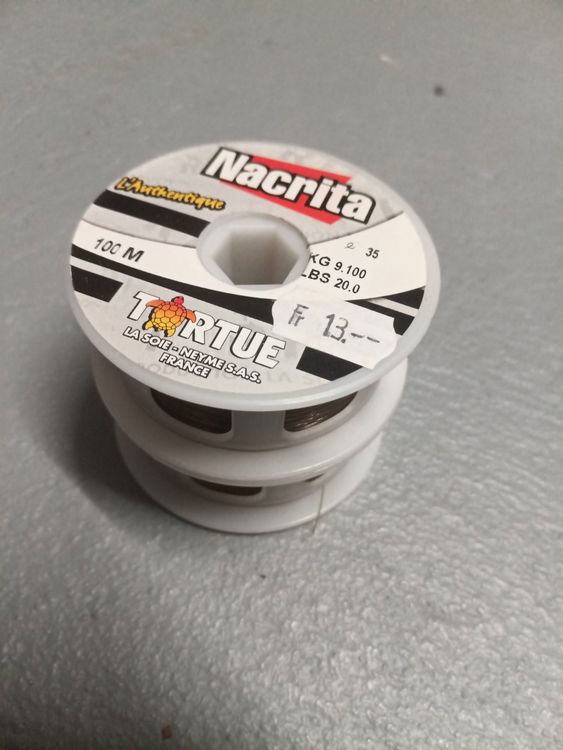 Nacrita
L'Authentique
100 M
35
KG 9.100
LBS 20.0
Fr 13.--
TORTUE
LA SOIE - NEYME S.A.S.
FRANCE